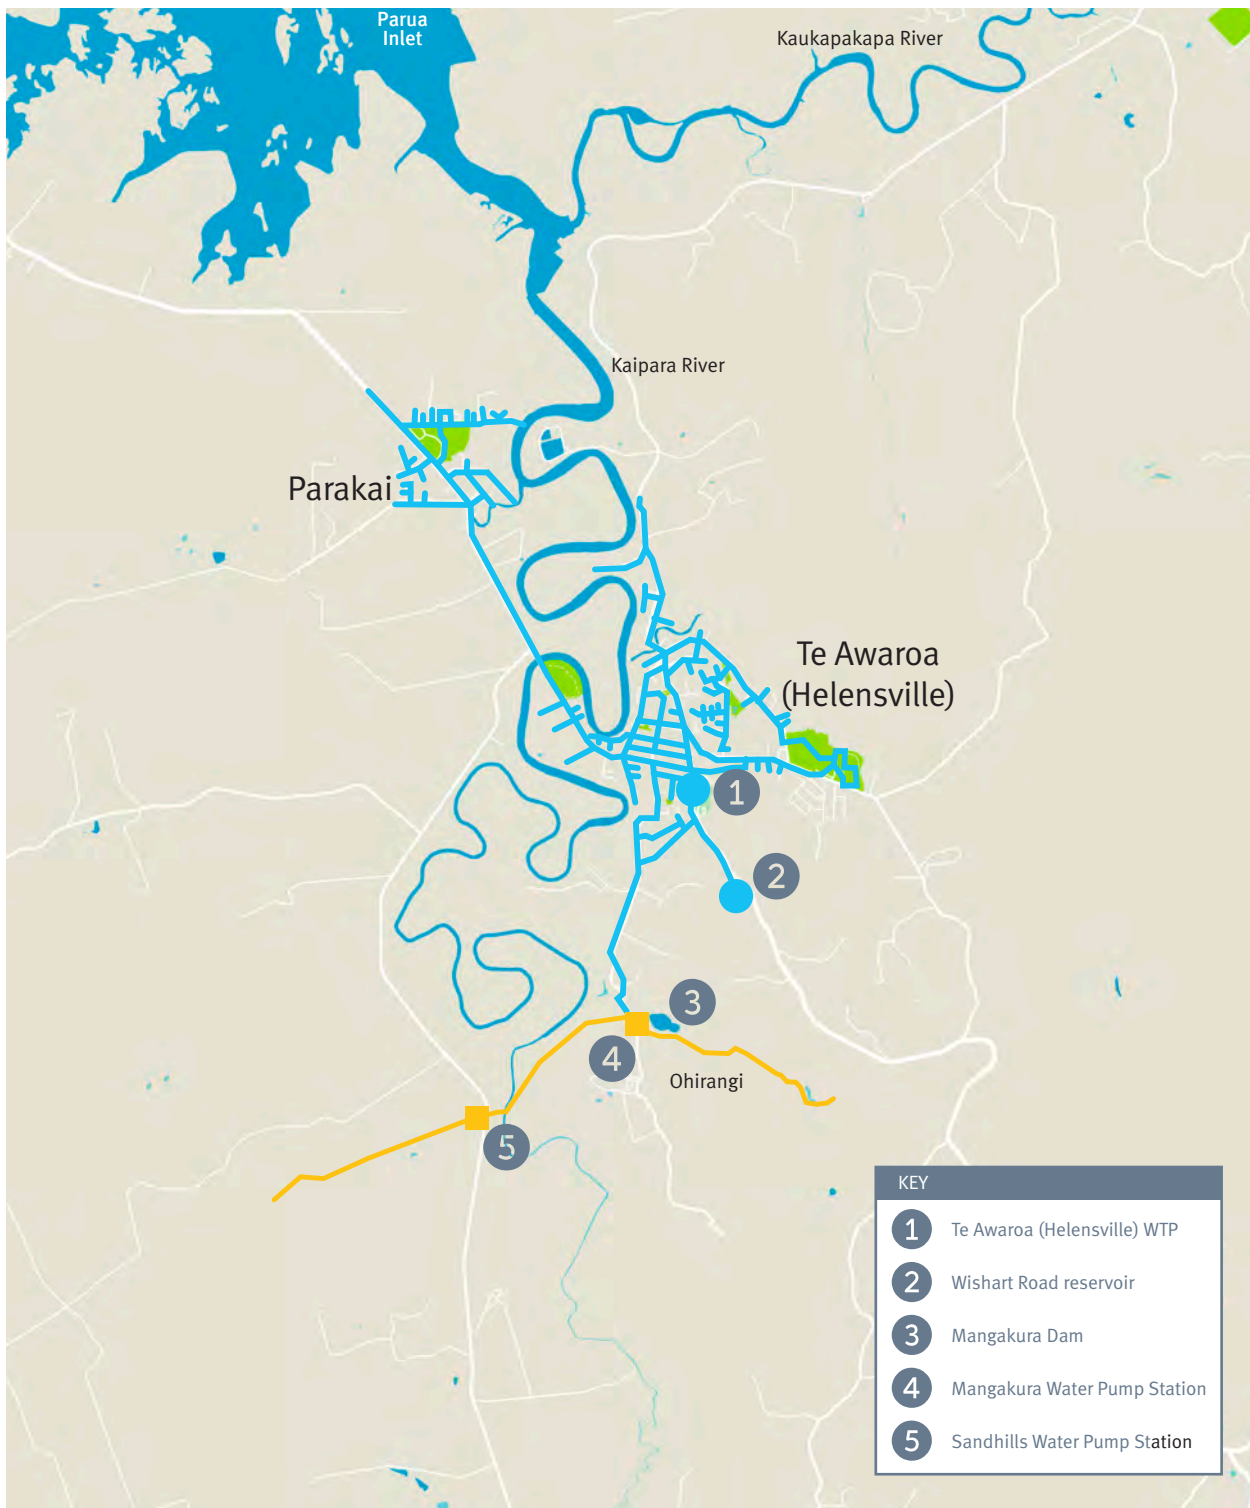 Parua
Inlet
Kaukapakapa River
Kaipara River
Parakai
Te Awaroa
(Helensville)
1
2
3
4
Ohirangi
5
KEY
1 Te Awaroa (Helensville) WTP
2 Wishart Road reservoir
3 Mangakura Dam
4 Mangakura Water Pump Station
5 Sandhills Water Pump Station